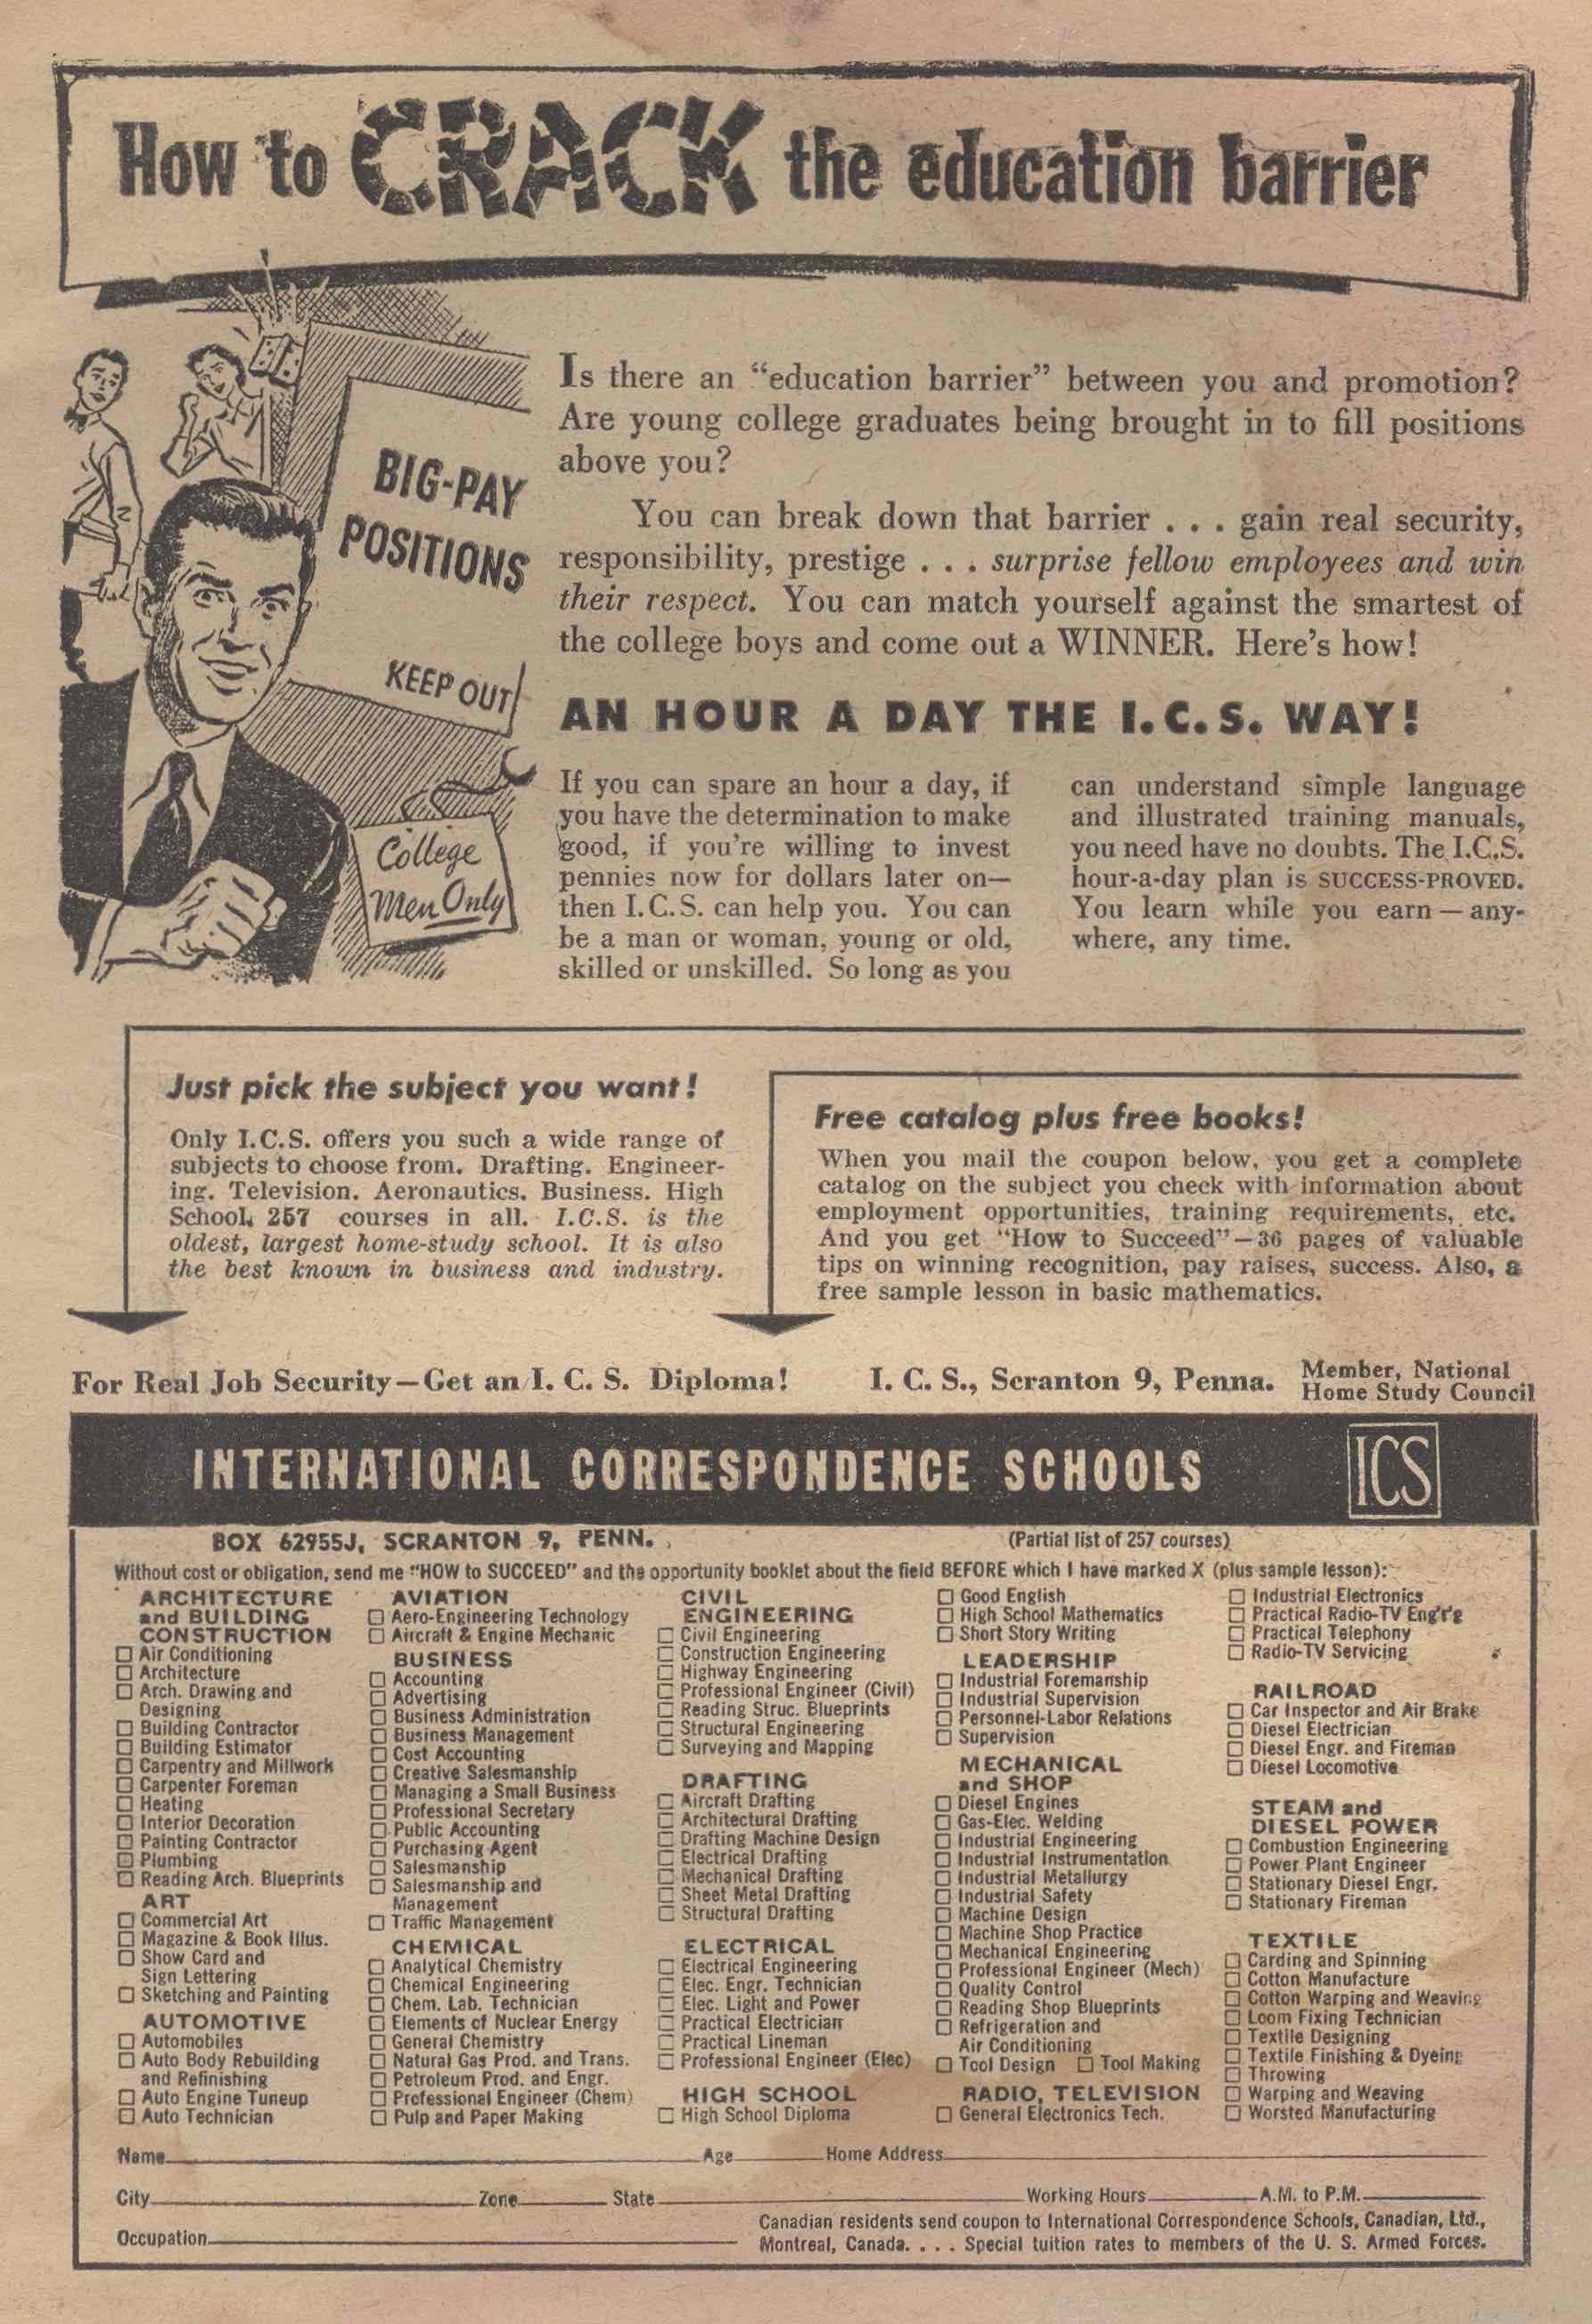 How to CRACK the education barrier
BIG-PAY
POSITIONS
KEEP OUT
College
Men Only
Is there an "education barrier" between you and promotion?
Are young college graduates being brought in to fill positions
above you?
You can break down that barrier . . . gain real security,
responsibility, prestige . . . surprise fellow employees and win
their respect. You can match yourself against the smartest of
the college boys and come out a WINNER. Here's how!
AN HOUR A DAY THE I.C.S. WAY!
If you can spare an hour a day, if
you have the determination to make
good, if you're willing to invest
pennies now for dollars later on—
then I.C.S. can help you. You can
be a man or woman, young or old,
skilled or unskilled. So long as you
can understand simple language
and illustrated training manuals,
you need have no doubts. The I.C.S.
hour-a-day plan is SUCCESS-PROVED.
You learn while you earn — any-
where, any time.
Just pick the subject you want!
Only I.C.S. offers you such a wide range of
subjects to choose from. Drafting. Engineer-
ing. Television. Aeronautics. Business. High
School. 257 courses in all. I.C.S. is the
oldest, largest home-study school. It is also
the best known in business and industry.
Free catalog plus free books!
When you mail the coupon below, you get a complete
catalog on the subject you check with information about
employment opportunities, training requirements, etc.
And you get "How to Succeed"—36 pages of valuable
tips on winning recognition, pay raises, success. Also, a
free sample lesson in basic mathematics.
For Real Job Security—Get an I. C. S. Diploma!
I. C. S., Scranton 9, Penna.
Member, National
Home Study Council
INTERNATIONAL CORRESPONDENCE SCHOOLS
ICS
BOX 62955J, SCRANTON 9, PENN.
(Partial list of 257 courses)
Without cost or obligation, send me "HOW to SUCCEED" and the opportunity booklet about the field BEFORE which I have marked X (plus sample lesson):
ARCHITECTURE
and BUILDING
CONSTRUCTION
Air Conditioning
Architecture
Arch. Drawing and
Designing
Building Contractor
Building Estimator
Carpentry and Millwork
Carpenter Foreman
Heating
Interior Decoration
Painting Contractor
Plumbing
Reading Arch. Blueprints
ART
Commercial Art
Magazine & Book Illus.
Show Card and
Sign Lettering
Sketching and Painting
AUTOMOTIVE
Automobiles
Auto Body Rebuilding
and Refinishing
Auto Engine Tuneup
Auto Technician
AVIATION
Aero-Engineering Technology
Aircraft & Engine Mechanic
BUSINESS
Accounting
Advertising
Business Administration
Business Management
Cost Accounting
Creative Salesmanship
Managing a Small Business
Professional Secretary
Public Accounting
Purchasing Agent
Salesmanship
Salesmanship and
Management
Traffic Management
CHEMICAL
Analytical Chemistry
Chemical Engineering
Chem. Lab. Technician
Elements of Nuclear Energy
General Chemistry
Natural Gas Prod. and Trans.
Petroleum Prod. and Engr.
Professional Engineer (Chem)
Pulp and Paper Making
CIVIL
ENGINEERING
Civil Engineering
Construction Engineering
Highway Engineering
Professional Engineer (Civil)
Reading Struc. Blueprints
Structural Engineering
Surveying and Mapping
DRAFTING
Aircraft Drafting
Architectural Drafting
Drafting Machine Design
Electrical Drafting
Mechanical Drafting
Sheet Metal Drafting
Structural Drafting
ELECTRICAL
Electrical Engineering
Elec. Engr. Technician
Elec. Light and Power
Practical Electrician
Practical Lineman
Professional Engineer (Elec)
HIGH SCHOOL
High School Diploma
Good English
High School Mathematics
Short Story Writing
LEADERSHIP
Industrial Foremanship
Industrial Supervision
Personnel-Labor Relations
Supervision
MECHANICAL
and SHOP
Diesel Engines
Gas-Elec. Welding
Industrial Engineering
Industrial Instrumentation
Industrial Metallurgy
Industrial Safety
Machine Design
Machine Shop Practice
Mechanical Engineering
Professional Engineer (Mech)
Quality Control
Reading Shop Blueprints
Refrigeration and
Air Conditioning
Tool Design Tool Making
RADIO, TELEVISION
General Electronics Tech.
Industrial Electronics
Practical Radio-TV Eng'r'g
Practical Telephony
Radio-TV Servicing
RAILROAD
Car Inspector and Air Brake
Diesel Electrician
Diesel Engr. and Fireman
Diesel Locomotive
STEAM and
DIESEL POWER
Combustion Engineering
Power Plant Engineer
Stationary Diesel Engr.
Stationary Fireman
TEXTILE
Carding and Spinning
Cotton Manufacture
Cotton Warping and Weaving
Loom Fixing Technician
Textile Designing
Textile Finishing & Dyeing
Throwing
Warping and Weaving
Worsted Manufacturing
Name Age Home Address
City Zone State Working Hours A.M. to P.M.
Occupation
Canadian residents send coupon to International Correspondence Schools, Canadian, Ltd.,
Montreal, Canada. . . . Special tuition rates to members of the U. S. Armed Forces.